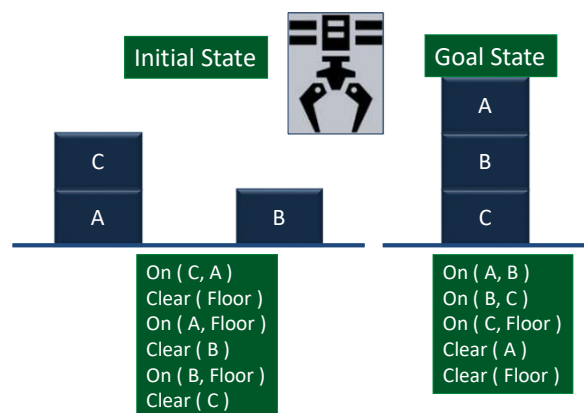 Initial State
Goal State
C
A
B
A
B
C
On ( C, A )
Clear ( Floor )
On ( A, Floor )
Clear ( B )
On ( B, Floor )
Clear ( C )
On ( A, B )
On ( B, C )
On ( C, Floor )
Clear ( A )
Clear ( Floor )